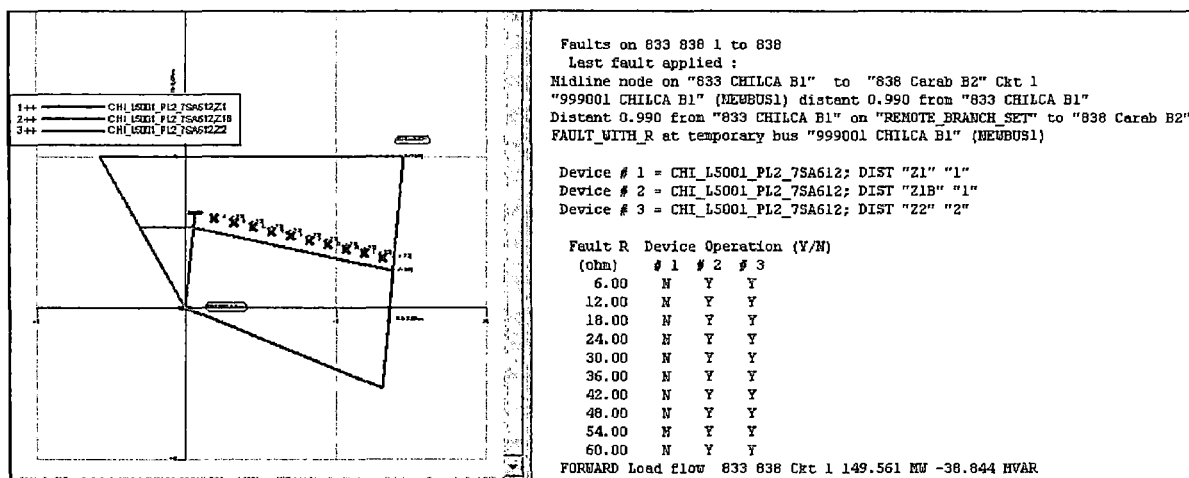 1++ CHI_L5001_PL2_7SA612,Z1
2++ CHI_L5001_PL2_7SA612,Z1B
3++ CHI_L5001_PL2_7SA612,Z2
Faults on 833 838 1 to 838
Last fault applied :
Midline node on "833 CHILCA B1" to "838 Carab B2" Ckt 1
"999001 CHILCA B1" (NEWBUS1) distant 0.990 from "833 CHILCA B1"
Distant 0.990 from "833 CHILCA B1" on "REMOTE_BRANCH_SET" to "838 Carab B2"
FAULT_WITH_R at temporary bus "999001 CHILCA B1" (NEWBUS1)
Device # 1 = CHI_L5001_PL2_7SA612; DIST "Z1" "1"
Device # 2 = CHI_L5001_PL2_7SA612; DIST "Z1B" "1"
Device # 3 = CHI_L5001_PL2_7SA612; DIST "Z2" "2"
Fault R Device Operation (Y/N)
(ohm) # 1 # 2 # 3
6.00 N Y Y
12.00 N Y Y
18.00 N Y Y
24.00 N Y Y
30.00 N Y Y
36.00 N Y Y
42.00 N Y Y
48.00 N Y Y
54.00 N Y Y
60.00 N Y Y
FORWARD Load flow 833 838 Ckt 1 149.561 MW -38.844 MVAR